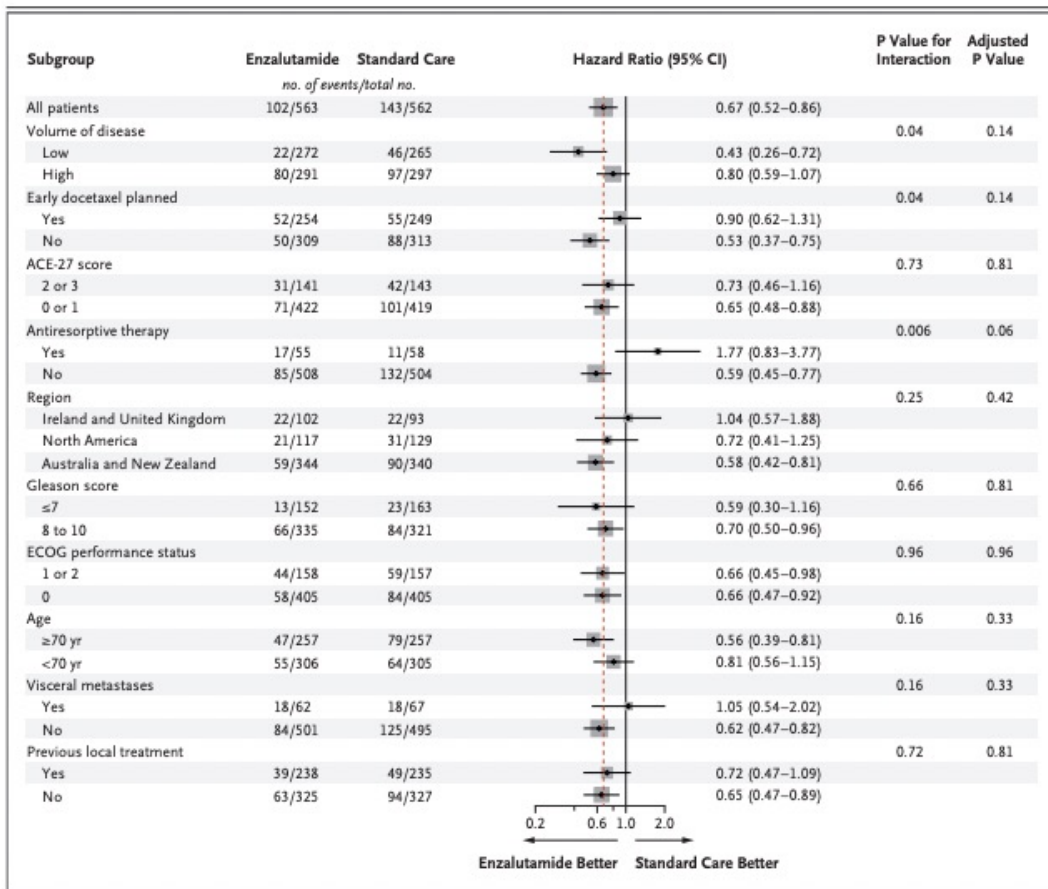 Subgroup Enzalutamide Standard Care Hazard Ratio (95% CI) P Value for Interaction Adjusted P Value
no. of events/total no.
All patients 102/563 143/562 0.67 (0.52–0.86)
Volume of disease 0.04 0.14
Low 22/272 46/265 0.43 (0.26–0.72)
High 80/291 97/297 0.80 (0.59–1.07)
Early docetaxel planned 0.04 0.14
Yes 52/254 55/249 0.90 (0.62–1.31)
No 50/309 88/313 0.53 (0.37–0.75)
ACE-27 score 0.73 0.81
2 or 3 31/141 42/143 0.73 (0.46–1.16)
0 or 1 71/422 101/419 0.65 (0.48–0.88)
Antiresorptive therapy 0.006 0.06
Yes 17/55 11/58 1.77 (0.83–3.77)
No 85/508 132/504 0.59 (0.45–0.77)
Region 0.25 0.42
Ireland and United Kingdom 22/102 22/93 1.04 (0.57–1.88)
North America 21/117 31/129 0.72 (0.41–1.25)
Australia and New Zealand 59/344 90/340 0.58 (0.42–0.81)
Gleason score 0.66 0.81
≤7 13/152 23/163 0.59 (0.30–1.16)
8 to 10 66/335 84/321 0.70 (0.50–0.96)
ECOG performance status 0.96 0.96
1 or 2 44/158 59/157 0.66 (0.45–0.98)
0 58/405 84/405 0.66 (0.47–0.92)
Age 0.16 0.33
≥70 yr 47/257 79/257 0.56 (0.39–0.81)
<70 yr 55/306 64/305 0.81 (0.56–1.15)
Visceral metastases 0.16 0.33
Yes 18/62 18/67 1.05 (0.54–2.02)
No 84/501 125/495 0.62 (0.47–0.82)
Previous local treatment 0.72 0.81
Yes 39/238 49/235 0.72 (0.47–1.09)
No 63/325 94/327 0.65 (0.47–0.89)
0.2 0.6 1.0 2.0
Enzalutamide Better Standard Care Better